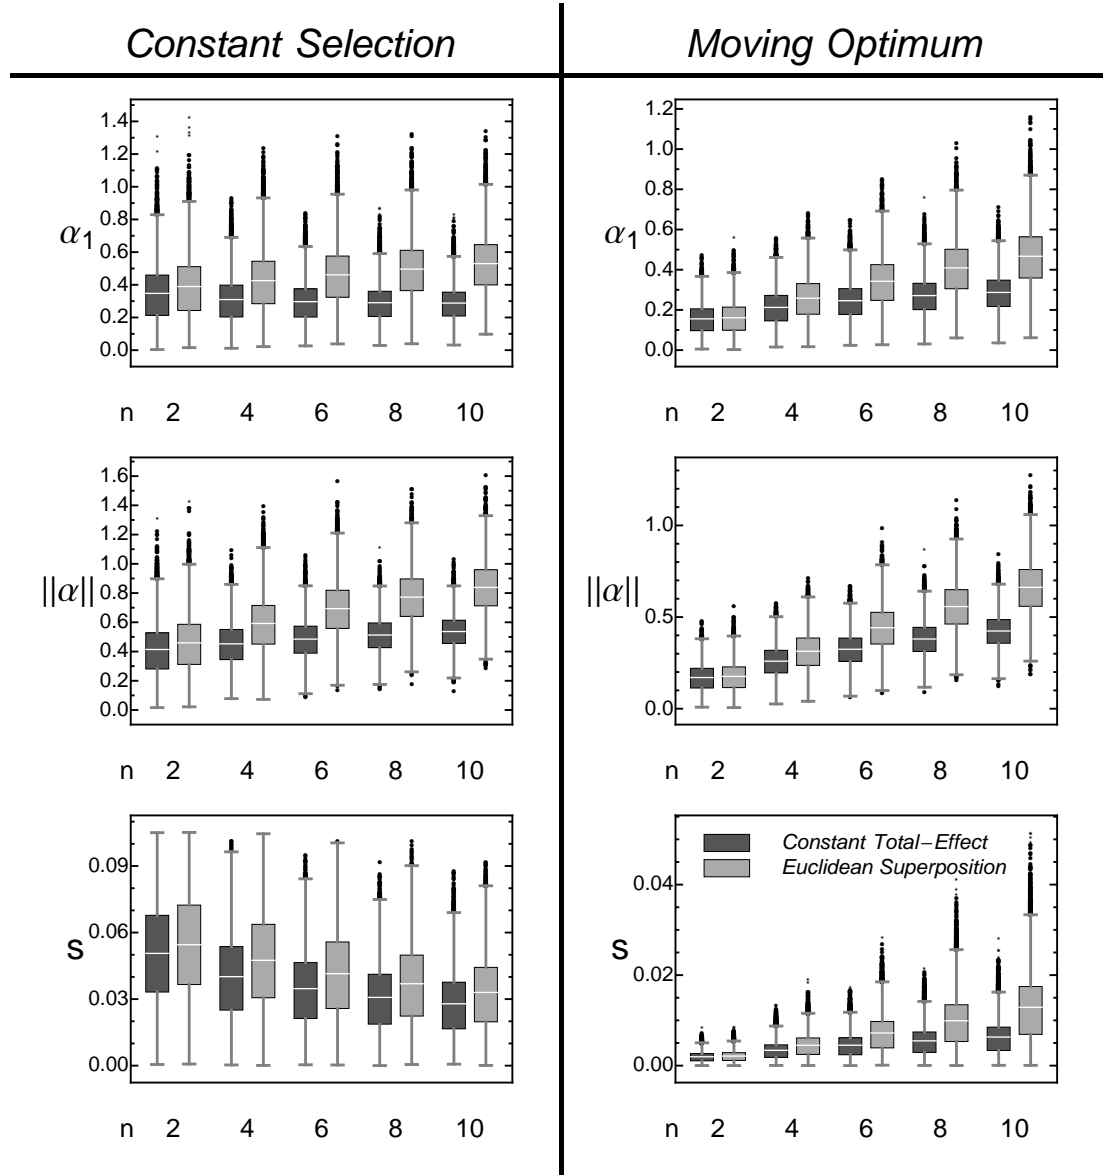 Constant Selection
Moving Optimum
1.4
1.2
1.0
0.8
0.6
0.4
0.2
0.0
α1
n 2 4 6 8 10
1.2
1.0
0.8
0.6
0.4
0.2
0.0
α1
n 2 4 6 8 10
1.6
1.4
1.2
1.0
0.8
0.6
0.4
0.2
0.0
||α||
n 2 4 6 8 10
1.0
0.5
0.0
||α||
n 2 4 6 8 10
0.09
0.06
0.03
0.00
s
n 2 4 6 8 10
Constant Total−Effect
Euclidean Superposition
0.04
0.02
0.00
s
n 2 4 6 8 10